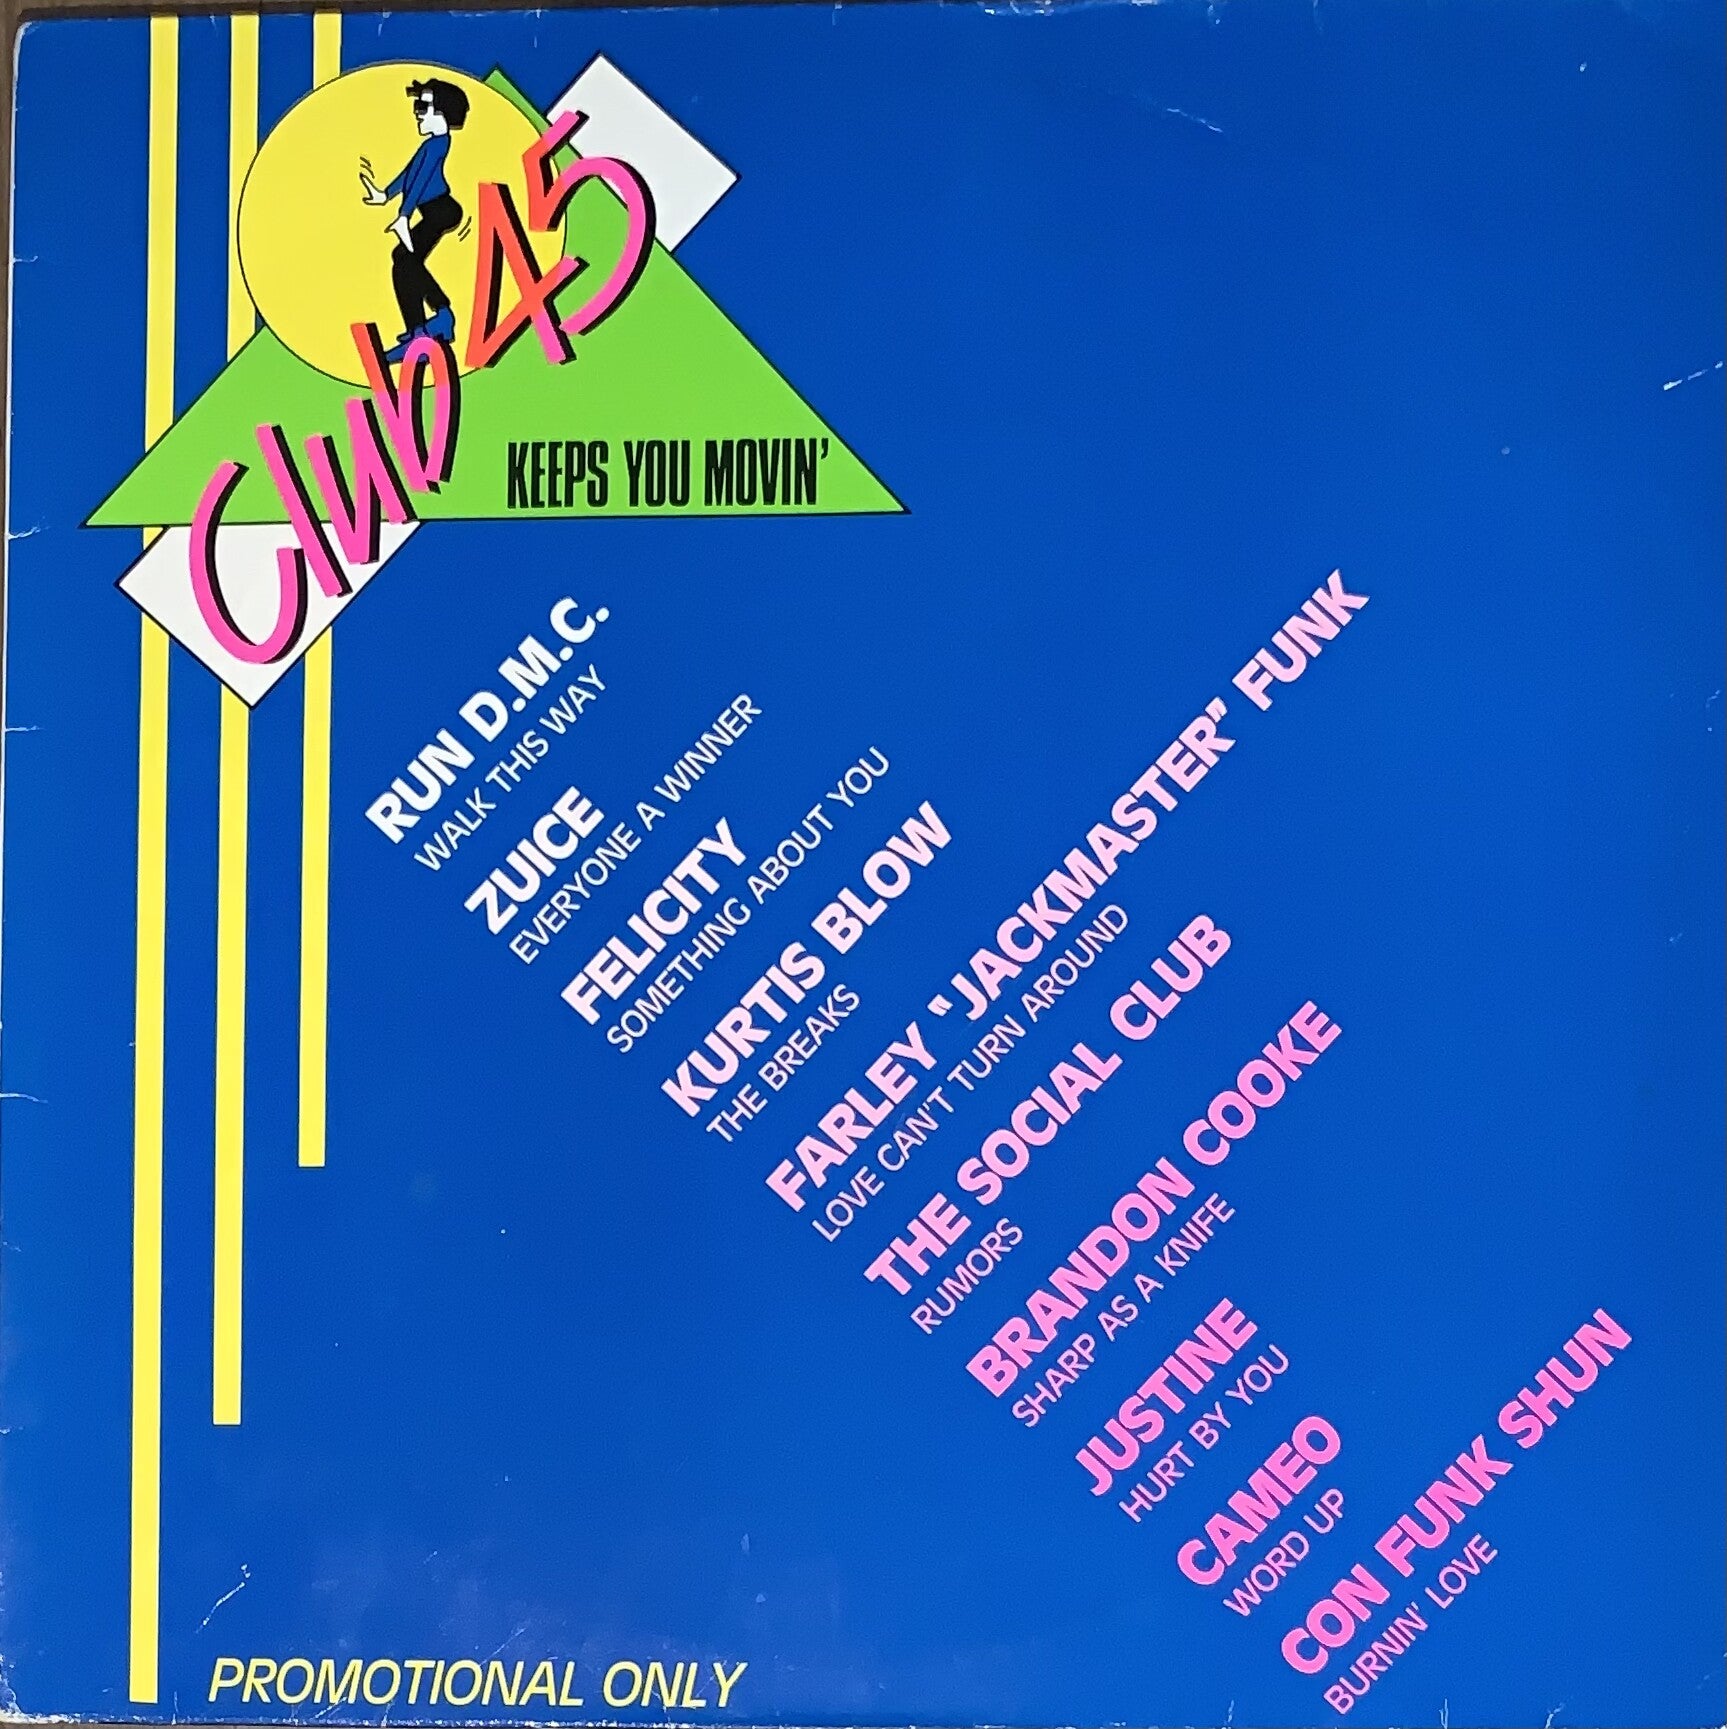 Club 45
KEEPS YOU MOVIN'
RUN D.M.C.
WALK THIS WAY
ZUICE
EVERYONE A WINNER
FELICITY
SOMETHING ABOUT YOU
KURTIS BLOW
THE BREAKS
FARLEY "JACKMASTER" FUNK
LOVE CAN'T TURN AROUND
THE SOCIAL CLUB
RUMORS
BRANDON COOKE
SHARP AS A KNIFE
JUSTINE
HURT BY YOU
CAMEO
WORD UP
CON FUNK SHUN
BURNIN' LOVE
PROMOTIONAL ONLY